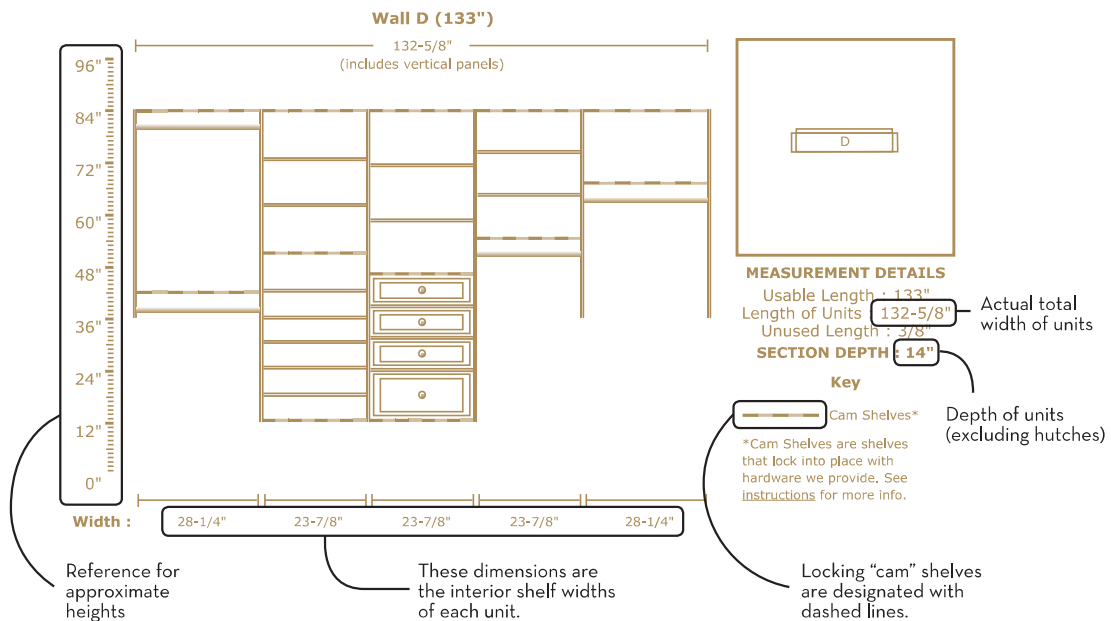 Wall D (133")
132-5/8"
(includes vertical panels)
96"
84"
72"
60"
48"
36"
24"
12"
0"
D
MEASUREMENT DETAILS
Usable Length : 133"
Length of Units : 132-5/8"
Unused Length : 3/8"
SECTION DEPTH : 14"
Actual total
width of units
Key
Cam Shelves*
*Cam Shelves are shelves
that lock into place with
hardware we provide. See
instructions for more info.
Depth of units
(excluding hutches)
Width : 28-1/4" 23-7/8" 23-7/8" 23-7/8" 28-1/4"
Reference for
approximate
heights
These dimensions are
the interior shelf widths
of each unit.
Locking “cam” shelves
are designated with
dashed lines.